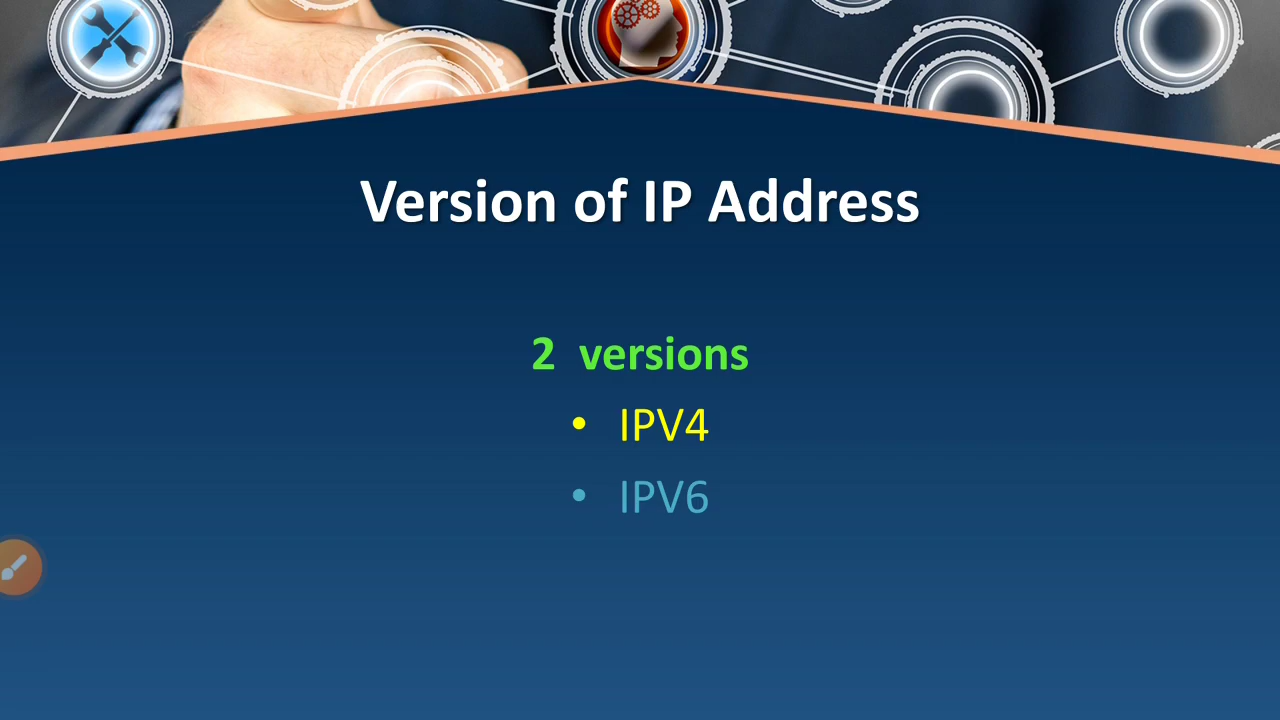 Version of IP Address
2 versions
• IPV4
• IPV6